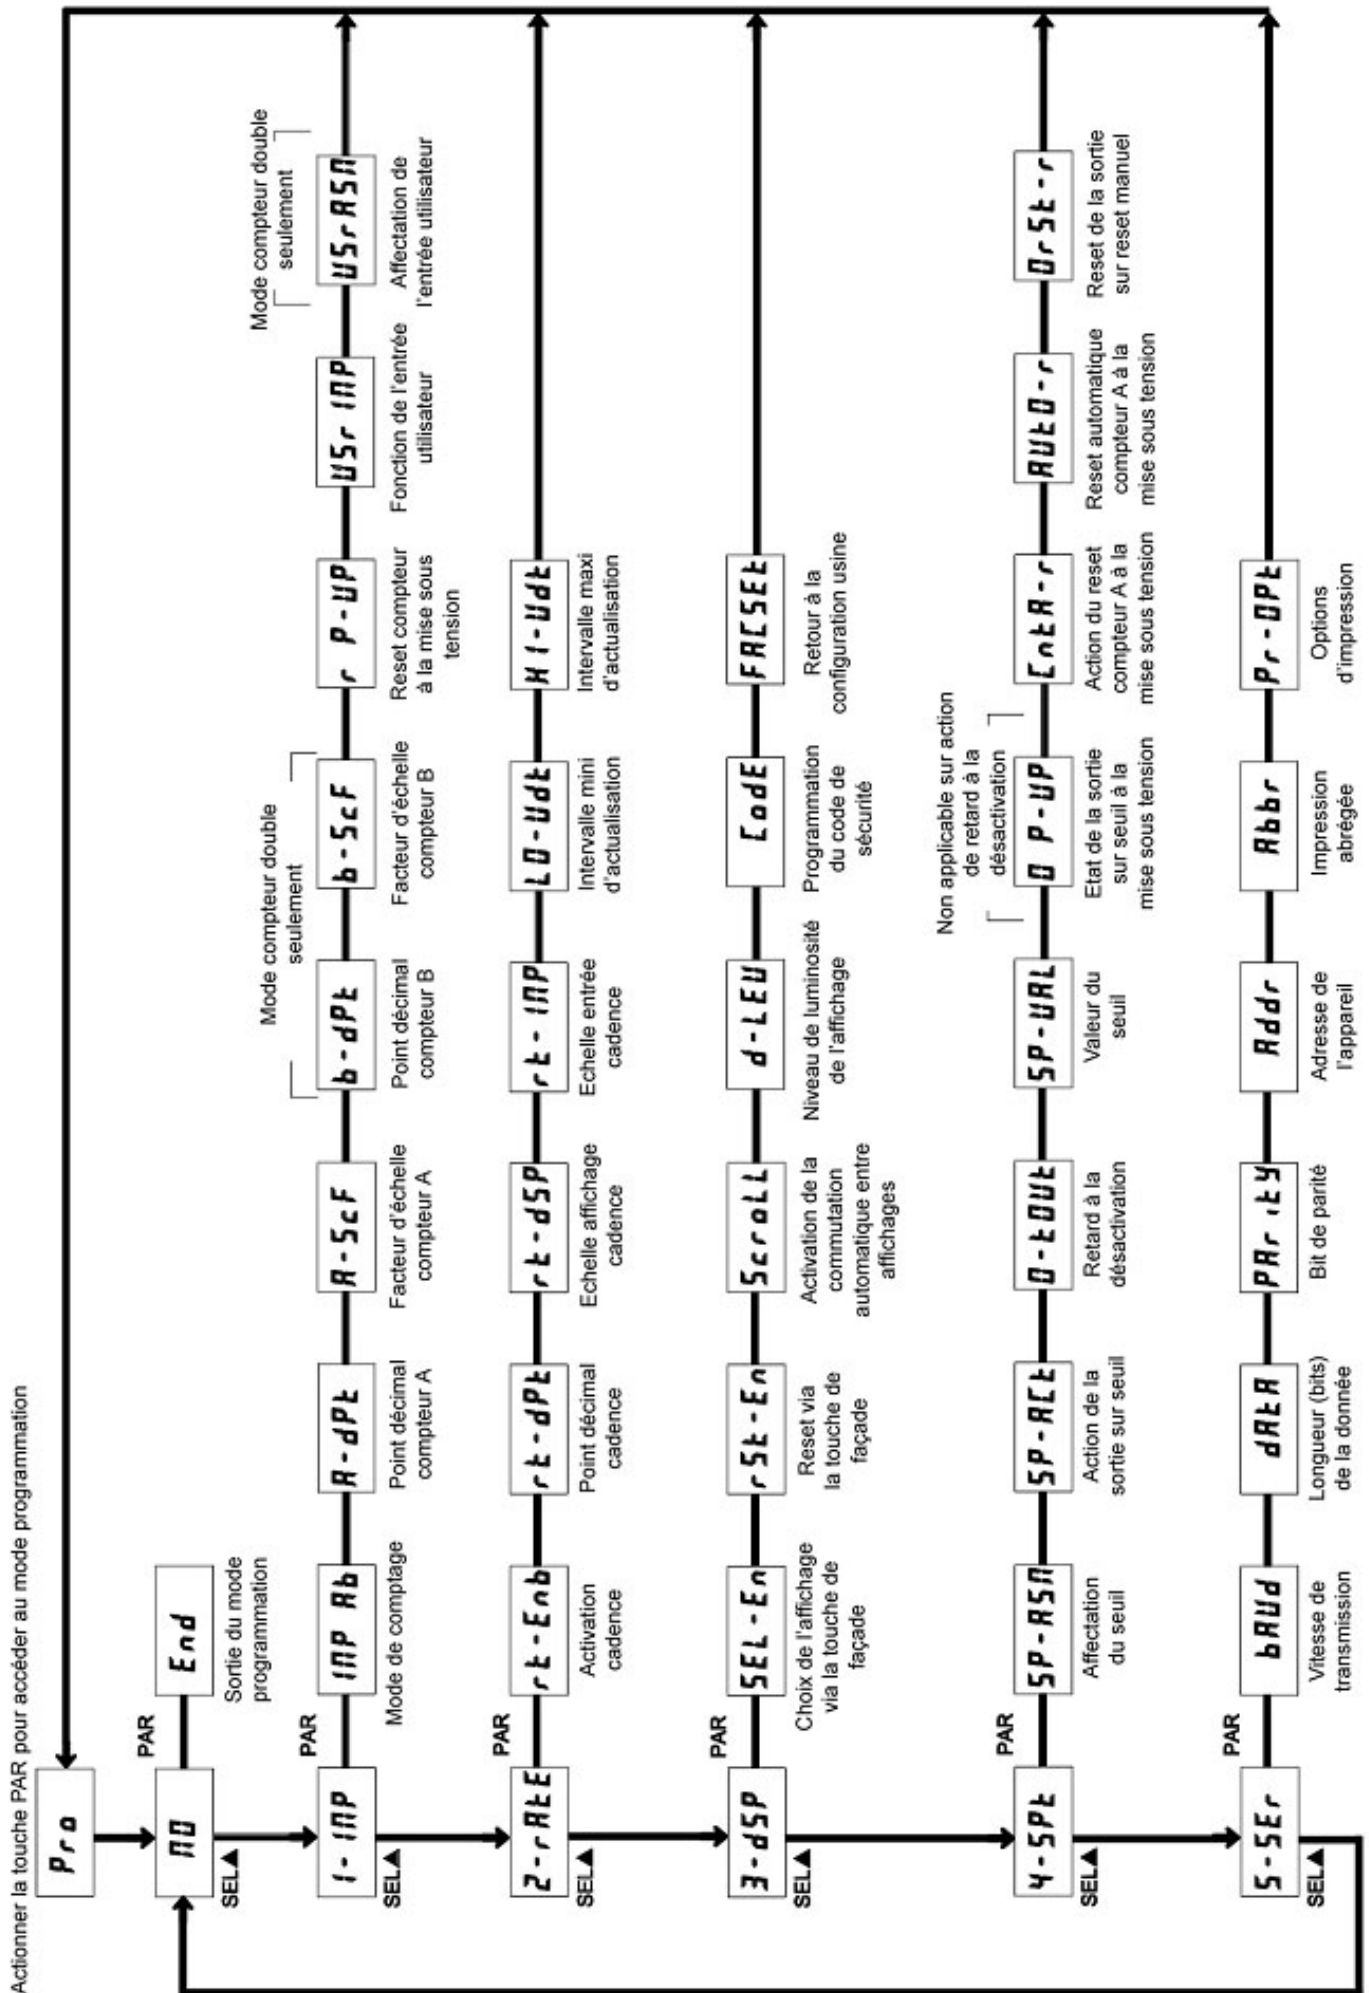 Actionner la touche PAR pour accéder au mode programmation
Pro
NO
PAR
End
Sortie du mode
programmation
SEL▲
1-INP
PAR
INP Ab
Mode de comptage
A-dPt
Point décimal
compteur A
A-ScF
Facteur d'échelle
compteur A
Mode compteur double
seulement
b-dPt
Point décimal
compteur B
b-ScF
Facteur d'échelle
compteur B
r P-UP
Reset compteur
à la mise sous
tension
USr INP
Fonction de l'entrée
utilisateur
Mode compteur double
seulement
USrASN
Affectation de
l'entrée utilisateur
SEL▲
2-rAtE
PAR
rt-Enb
Activation
cadence
rt-dPt
Point décimal
cadence
rt-dSP
Echelle affichage
cadence
rt-INP
Echelle entrée
cadence
LO-Udt
Intervalle mini
d'actualisation
HI-Udt
Intervalle maxi
d'actualisation
SEL▲
3-dSP
PAR
SEL-En
Choix de l'affichage
via la touche de
façade
rSt-En
Reset via
la touche de
façade
ScroLL
Activation de la
commutation
automatique entre
affichages
d-LEV
Niveau de luminosité
de l'affichage
CodE
Programmation
du code de
sécurité
FACSEt
Retour à la
configuration usine
SEL▲
4-SPt
PAR
SP-ASN
Affectation
du seuil
SP-ACt
Action de la
sortie sur seuil
O-tOUt
Retard à la
désactivation
SP-VAL
Valeur du
seuil
Non applicable sur action
de retard à la
désactivation
O P-UP
Etat de la sortie
sur seuil à la
mise sous tension
CntA-r
Action du reset
compteur A à la
mise sous tension
AUtO-r
Reset automatique
compteur A à la
mise sous tension
OrSt-r
Reset de la sortie
sur reset manuel
SEL▲
5-SEr
PAR
bAUd
Vitesse de
transmission
dAtA
Longueur (bits)
de la donnée
PAritY
Bit de parité
Addr
Adresse de
l'appareil
Abbr
Impression
abrégée
Pr-OPt
Options
d'impression
SEL▲